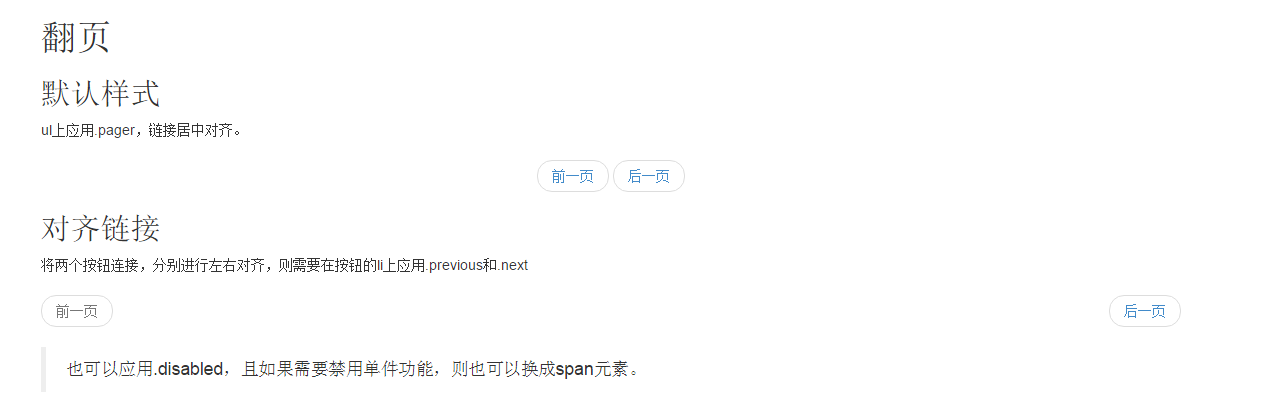 翻页
默认样式
ul上应用.pager，链接居中对齐。
前一页 后一页
对齐链接
将两个按钮连接，分别进行左右对齐，则需要在按钮的li上应用.previous和.next
前一页 后一页
也可以应用.disabled，且如果需要禁用单件功能，则也可以换成span元素。